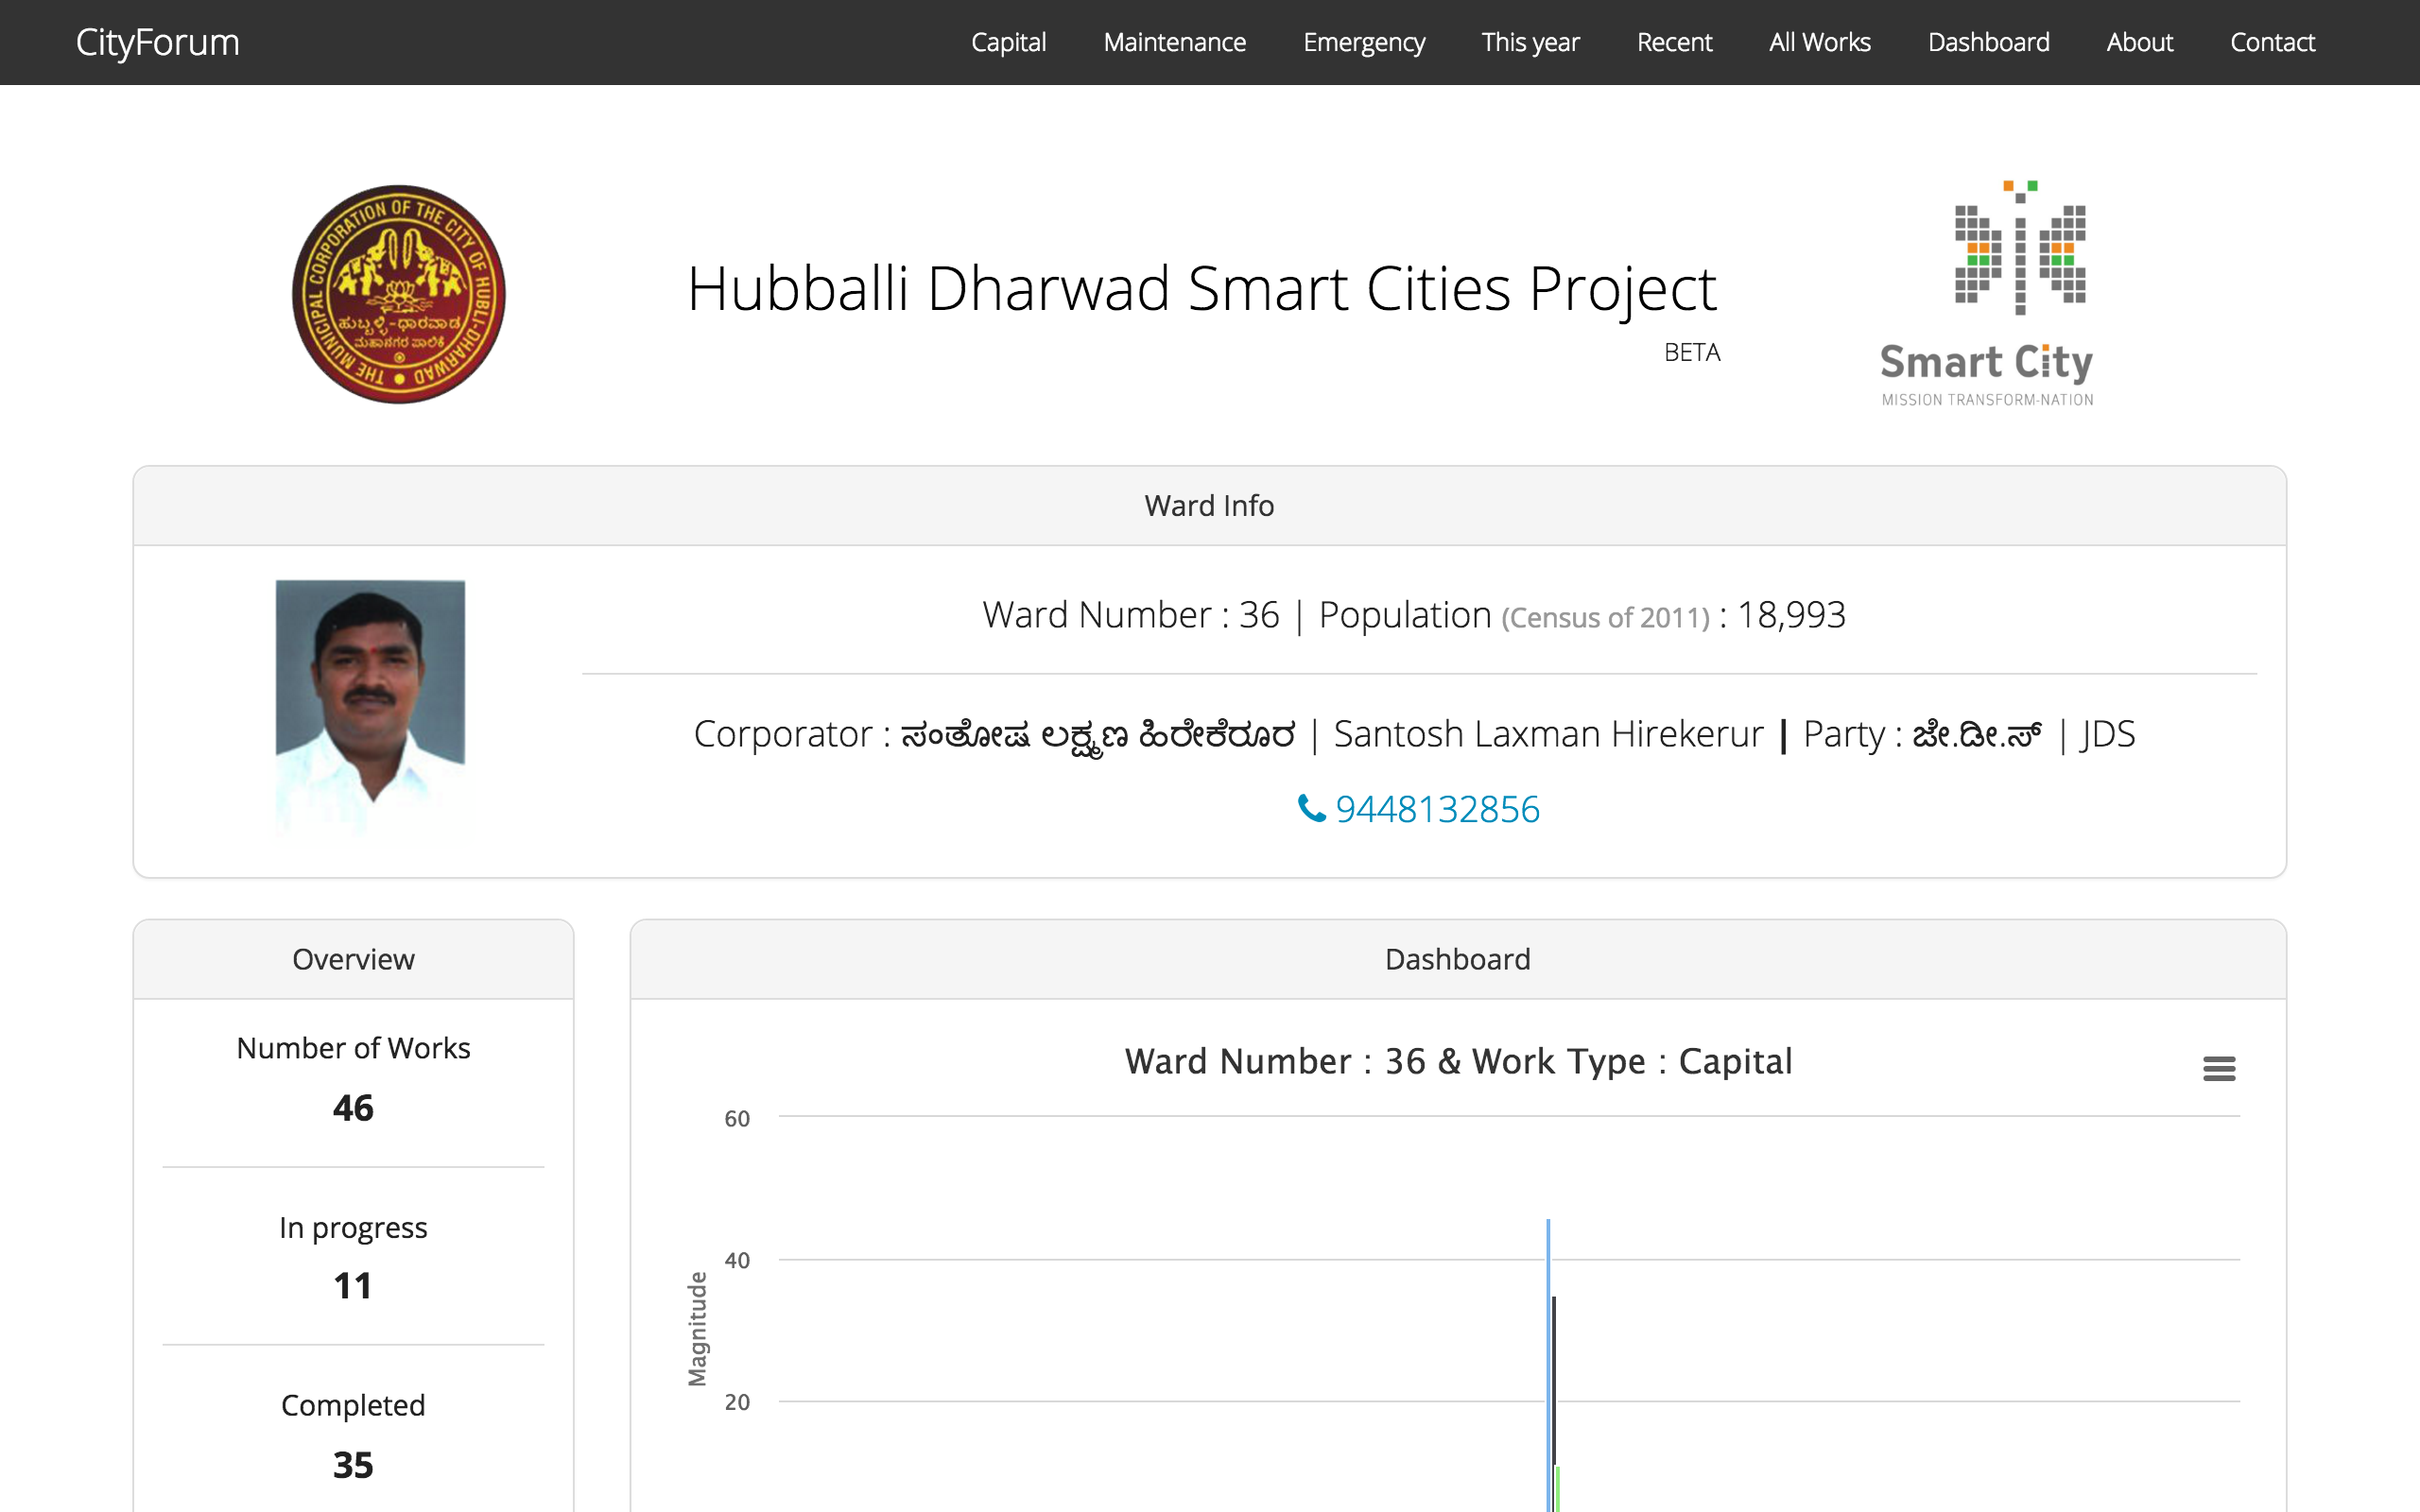 CityForum
Capital Maintenance Emergency This year Recent All Works Dashboard About Contact
THE MUNICIPAL CORPORATION OF THE CITY OF HUBLI-DHARWAD
ಹುಬ್ಬಳ್ಳಿ-ಧಾರವಾಡ
ಮಹಾನಗರ ಪಾಲಿಕೆ
Hubballi Dharwad Smart Cities Project
BETA
Smart City
MISSION TRANSFORM-NATION
Ward Info
Ward Number : 36 | Population (Census of 2011) : 18,993
Corporator : ಸಂತೋಷ ಲಕ್ಷ್ಮಣ ಹಿರೇಕೆರೂರ | Santosh Laxman Hirekerur | Party : ಜೇ.ಡೀ.ಸ್ | JDS
9448132856
Overview
Number of Works
46
In progress
11
Completed
35
Dashboard
Ward Number : 36 & Work Type : Capital
60
40
20
Magnitude